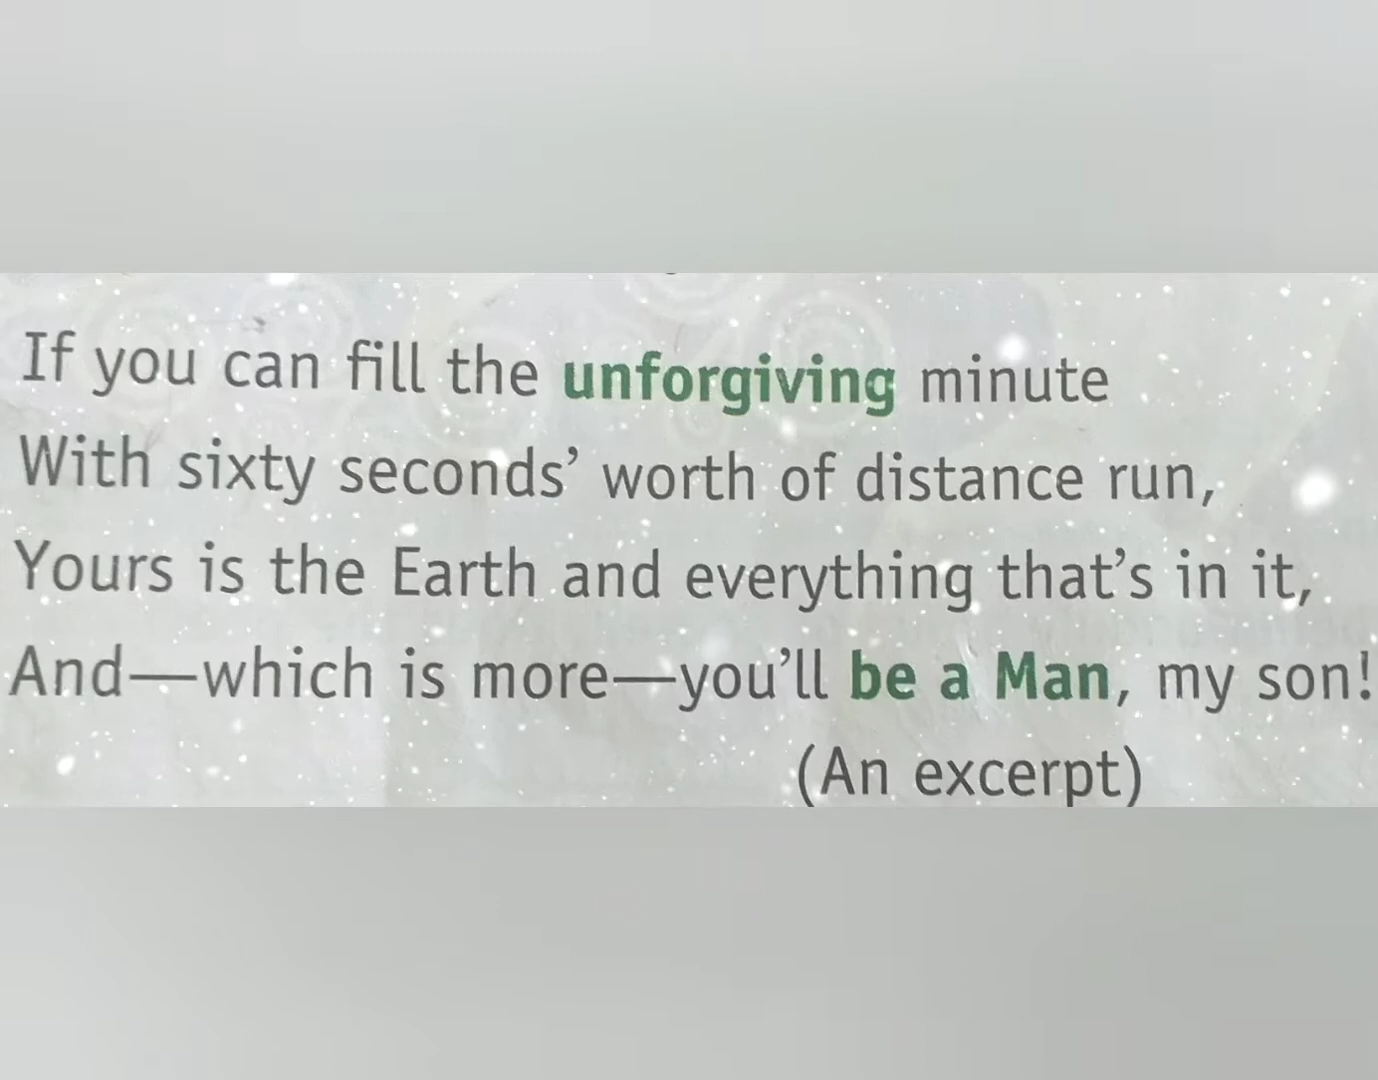 If you can fill the unforgiving minute
With sixty seconds’ worth of distance run,
Yours is the Earth and everything that’s in it,
And—which is more—you’ll be a Man, my son!
(An excerpt)